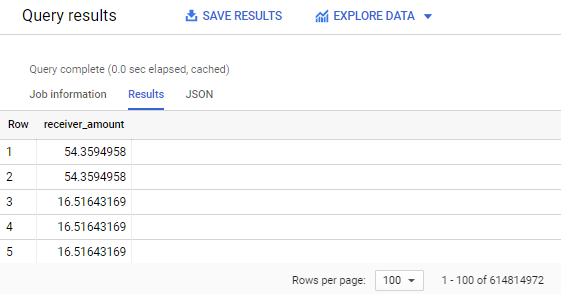 Query results SAVE RESULTS EXPLORE DATA
Query complete (0.0 sec elapsed, cached)
Job information Results JSON
Row receiver_amount
1 54.3594958
2 54.3594958
3 16.51643169
4 16.51643169
5 16.51643169
Rows per page: 100 1 - 100 of 614814972